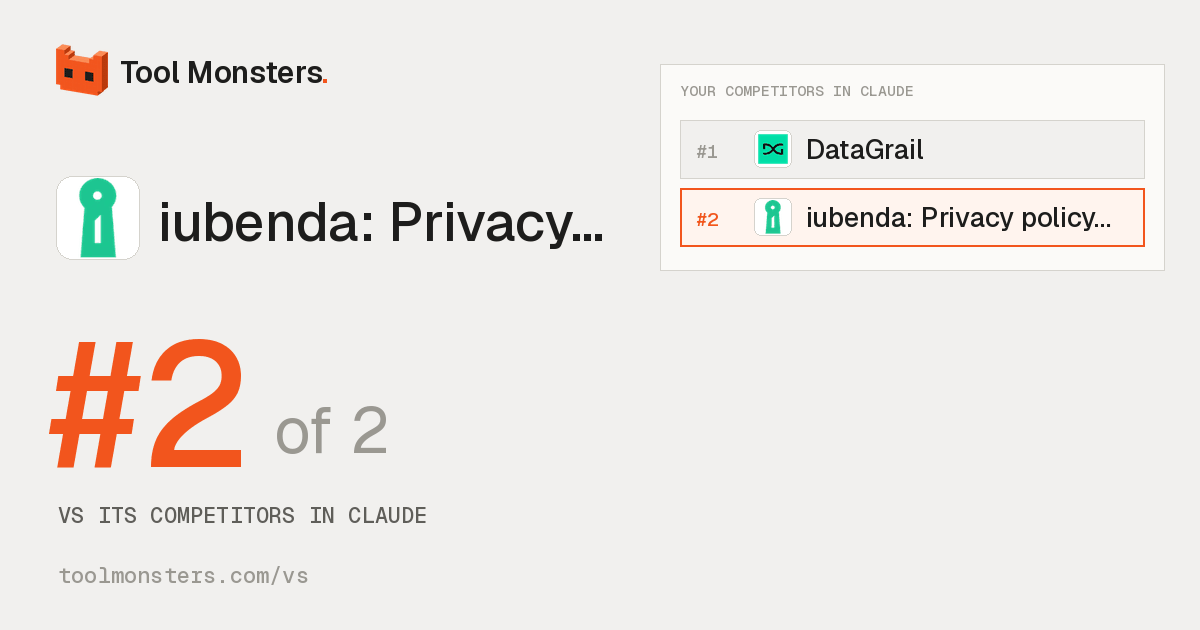 Tool Monsters.
iubenda: Privacy...
#2 of 2
VS ITS COMPETITORS IN CLAUDE
toolmonsters.com/vs
YOUR COMPETITORS IN CLAUDE
#1 DataGrail
#2 iubenda: Privacy policy...